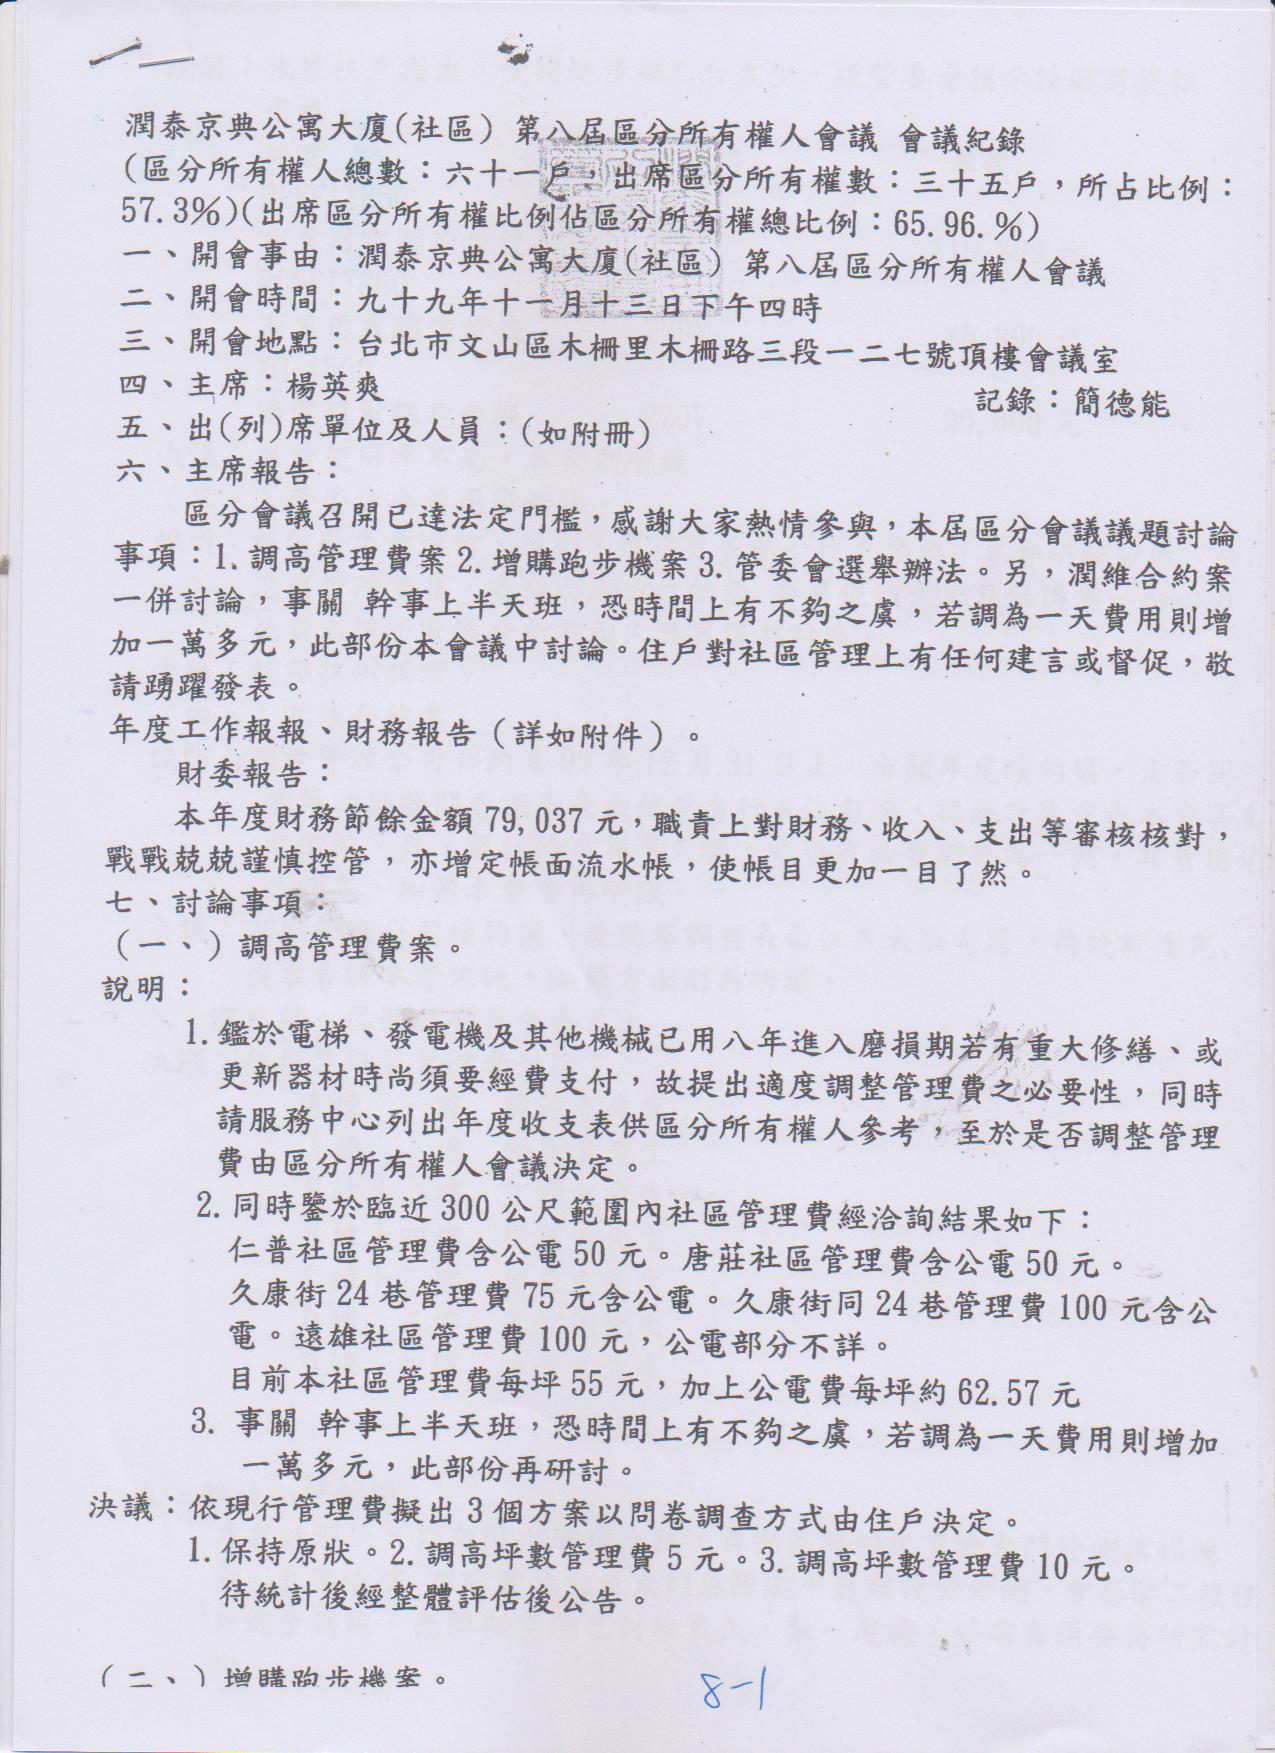 潤泰京典公寓大廈(社區) 第八屆區分所有權人會議 會議紀錄
(區分所有權人總數：六十一戶，出席區分所有權數：三十五戶，所占比例：
57.3%)(出席區分所有權比例佔區分所有權總比例：65.96.%)
一、開會事由：潤泰京典公寓大廈(社區) 第八屆區分所有權人會議
二、開會時間：九十九年十一月十三日下午四時
三、開會地點：台北市文山區木柵里木柵路三段一二七號頂樓會議室
四、主席：楊英爽 記錄：簡德能
五、出(列)席單位及人員：(如附冊)
六、主席報告：
區分會議召開已達法定門檻，感謝大家熱情參與，本屆區分會議議題討論
事項：1.調高管理費案2.增購跑步機案3.管委會選舉辦法。另，潤維合約案
一併討論，事關 幹事上半天班，恐時間上有不夠之虞，若調為一天費用則增
加一萬多元，此部份本會議中討論。住戶對社區管理上有任何建言或督促，敬
請踴躍發表。
年度工作報報、財務報告（詳如附件）。
財委報告：
本年度財務節餘金額79,037元，職責上對財務、收入、支出等審核核對，
戰戰兢兢謹慎控管，亦增定帳面流水帳，使帳目更加一目了然。
七、討論事項：
（一、）調高管理費案。
說明：
1.鑑於電梯、發電機及其他機械已用八年進入磨損期若有重大修繕、或
更新器材時尚須要經費支付，故提出適度調整管理費之必要性，同時
請服務中心列出年度收支表供區分所有權人參考，至於是否調整管理
費由區分所有權人會議決定。
2.同時鑒於臨近300公尺範圍內社區管理費經洽詢結果如下：
仁普社區管理費含公電50元。唐莊社區管理費含公電50元。
久康街24巷管理費75元含公電。久康街同24巷管理費100元含公
電。遠雄社區管理費100元，公電部分不詳。
目前本社區管理費每坪55元，加上公電費每坪約62.57元
3. 事關 幹事上半天班，恐時間上有不夠之虞，若調為一天費用則增加
一萬多元，此部份再研討。
決議：依現行管理費擬出3個方案以問卷調查方式由住戶決定。
1.保持原狀。2.調高坪數管理費5元。3.調高坪數管理費10元。
待統計後經整體評估後公告。
（二、）增購跑步機案。
8-1